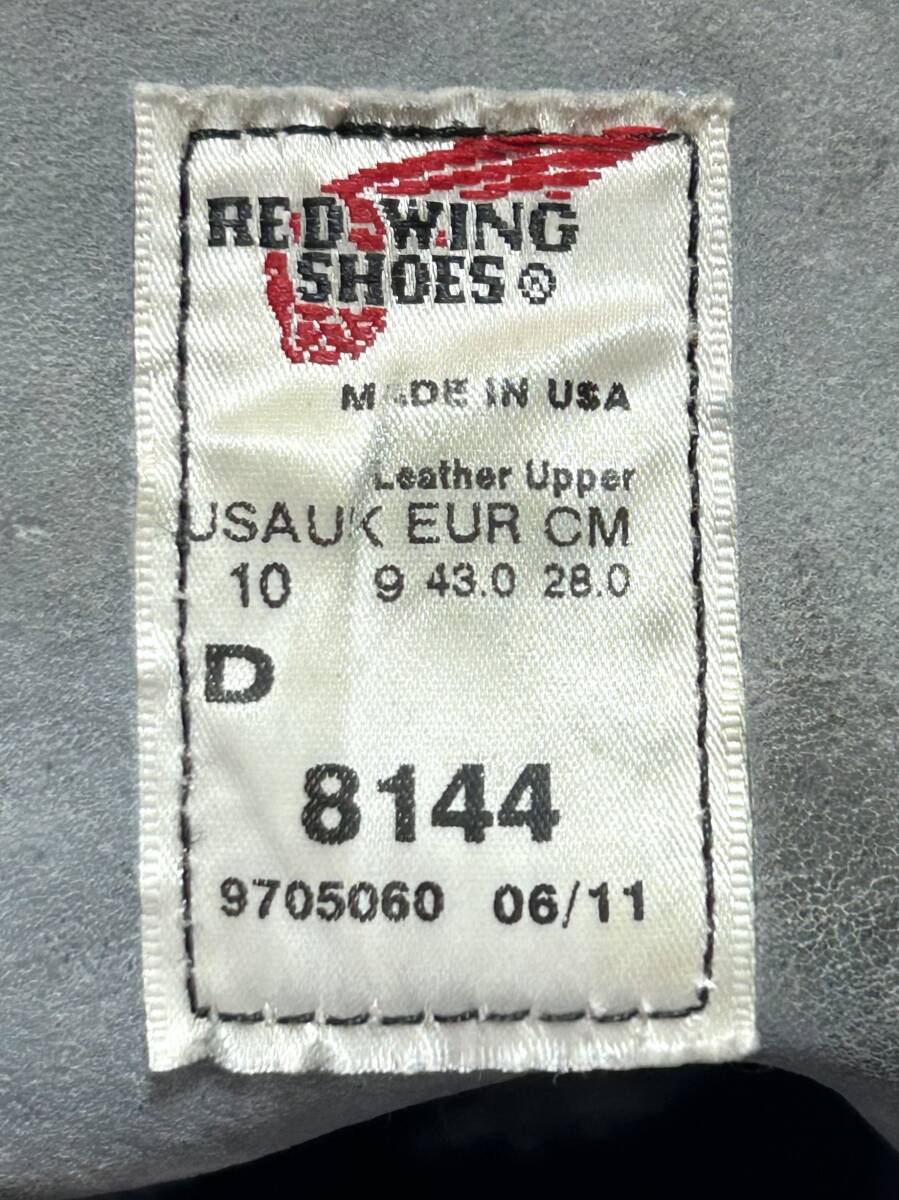 RED WING
SHOES®
MADE IN USA
Leather Upper
USA UK EUR CM
10 9 43.0 28.0
D
8144
9705060 06/11